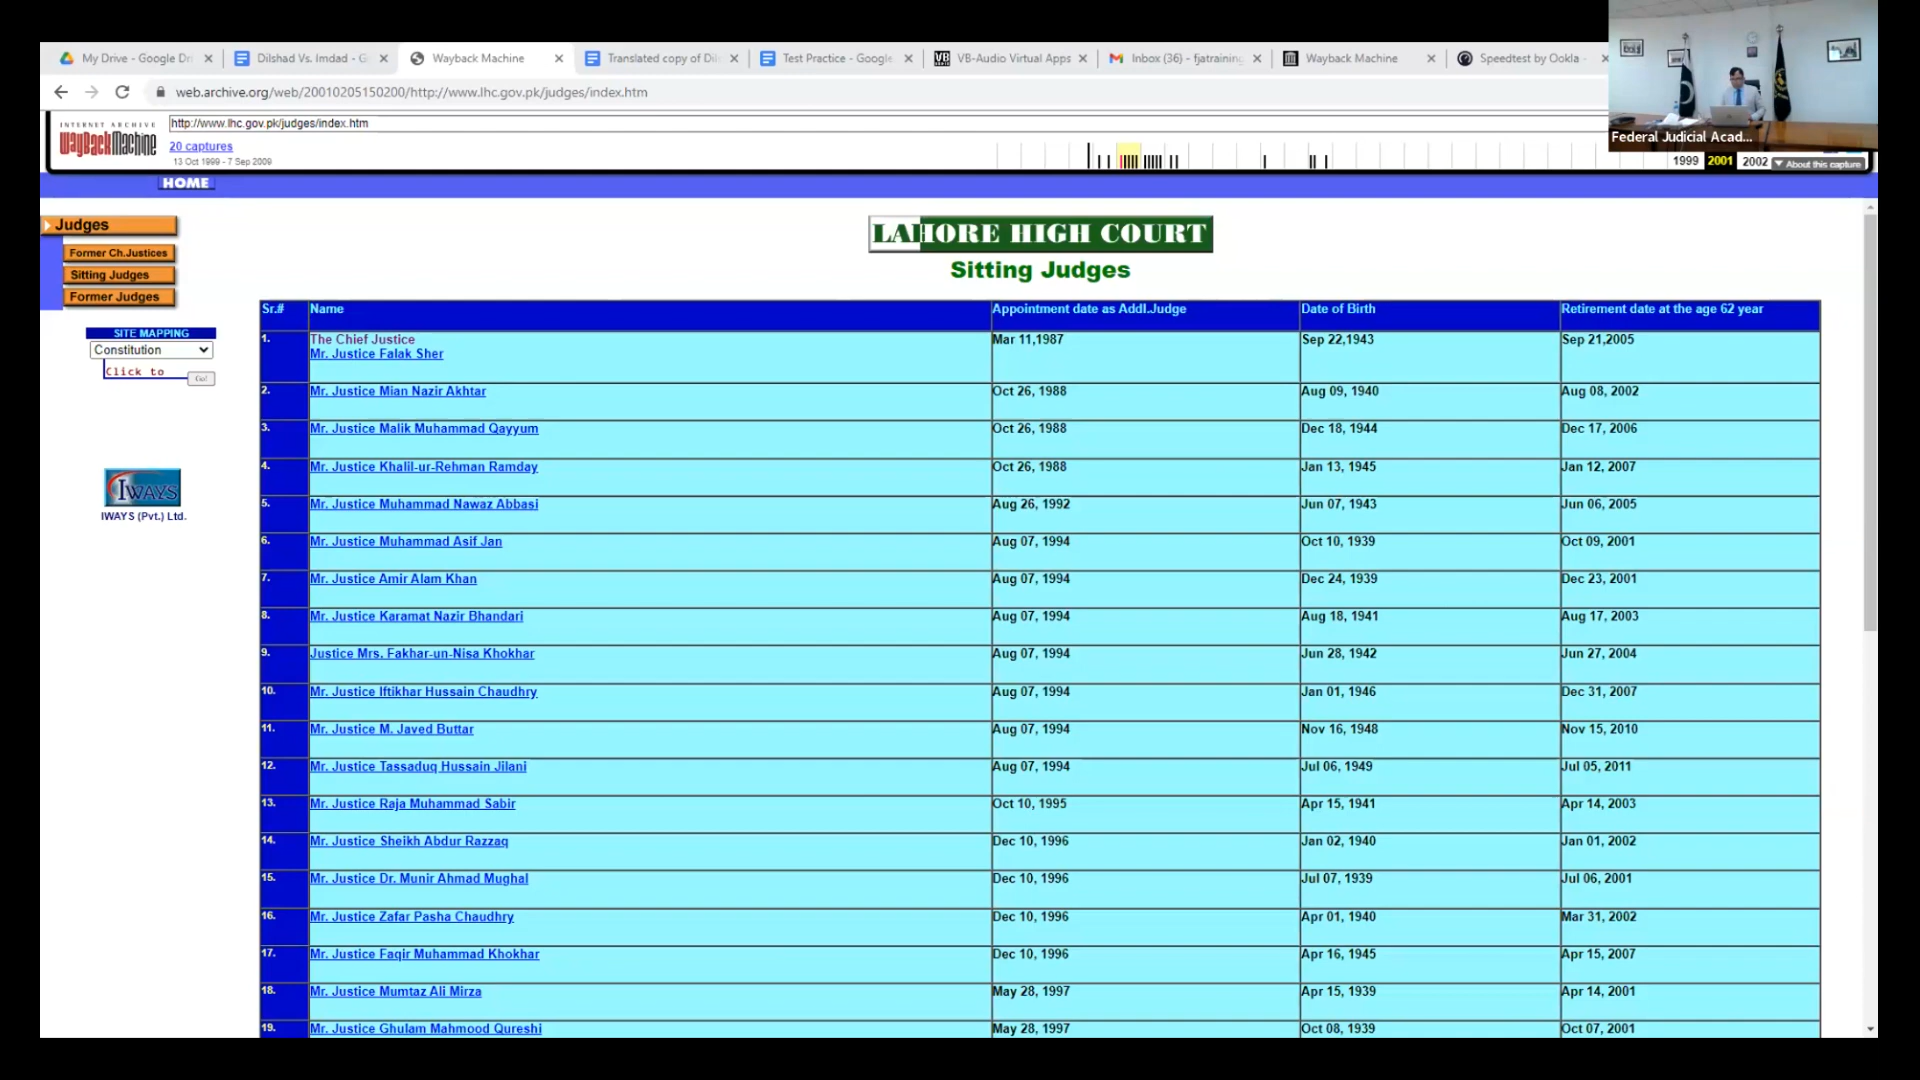 My Drive - Google Dri
Dilshad Vs. Imdad - G
Wayback Machine
Translated copy of Dil
Test Practice - Google
VB-Audio Virtual Apps
Inbox (36) - fjatraining
Wayback Machine
Speedtest by Ookla -
web.archive.org/web/20010205150200/http://www.lhc.gov.pk/judges/index.htm
Federal Judicial Acad...
INTERNET ARCHIVE
WayBackMachine
http://www.lhc.gov.pk/judges/index.htm
20 captures
13 Oct 1999 - 7 Sep 2009
1999 2001 2002 About this capture
HOME
Judges
Former Ch.Justices
Sitting Judges
Former Judges
SITE MAPPING
Constitution
Click to
Go!
IWAYS
IWAYS (Pvt.) Ltd.
LAHORE HIGH COURT
Sitting Judges
Sr.# Name Appointment date as Addl.Judge Date of Birth Retirement date at the age 62 year
1. The Chief Justice Mar 11,1987 Sep 22,1943 Sep 21,2005
Mr. Justice Falak Sher
2. Mr. Justice Mian Nazir Akhtar Oct 26, 1988 Aug 09, 1940 Aug 08, 2002
3. Mr. Justice Malik Muhammad Qayyum Oct 26, 1988 Dec 18, 1944 Dec 17, 2006
4. Mr. Justice Khalil-ur-Rehman Ramday Oct 26, 1988 Jan 13, 1945 Jan 12, 2007
5. Mr. Justice Muhammad Nawaz Abbasi Aug 26, 1992 Jun 07, 1943 Jun 06, 2005
6. Mr. Justice Muhammad Asif Jan Aug 07, 1994 Oct 10, 1939 Oct 09, 2001
7. Mr. Justice Amir Alam Khan Aug 07, 1994 Dec 24, 1939 Dec 23, 2001
8. Mr. Justice Karamat Nazir Bhandari Aug 07, 1994 Aug 18, 1941 Aug 17, 2003
9. Justice Mrs. Fakhar-un-Nisa Khokhar Aug 07, 1994 Jun 28, 1942 Jun 27, 2004
10. Mr. Justice Iftikhar Hussain Chaudhry Aug 07, 1994 Jan 01, 1946 Dec 31, 2007
11. Mr. Justice M. Javed Buttar Aug 07, 1994 Nov 16, 1948 Nov 15, 2010
12. Mr. Justice Tassaduq Hussain Jilani Aug 07, 1994 Jul 06, 1949 Jul 05, 2011
13. Mr. Justice Raja Muhammad Sabir Oct 10, 1995 Apr 15, 1941 Apr 14, 2003
14. Mr. Justice Sheikh Abdur Razzaq Dec 10, 1996 Jan 02, 1940 Jan 01, 2002
15. Mr. Justice Dr. Munir Ahmad Mughal Dec 10, 1996 Jul 07, 1939 Jul 06, 2001
16. Mr. Justice Zafar Pasha Chaudhry Dec 10, 1996 Apr 01, 1940 Mar 31, 2002
17. Mr. Justice Faqir Muhammad Khokhar Dec 10, 1996 Apr 16, 1945 Apr 15, 2007
18. Mr. Justice Mumtaz Ali Mirza May 28, 1997 Apr 15, 1939 Apr 14, 2001
19. Mr. Justice Ghulam Mahmood Qureshi May 28, 1997 Oct 08, 1939 Oct 07, 2001